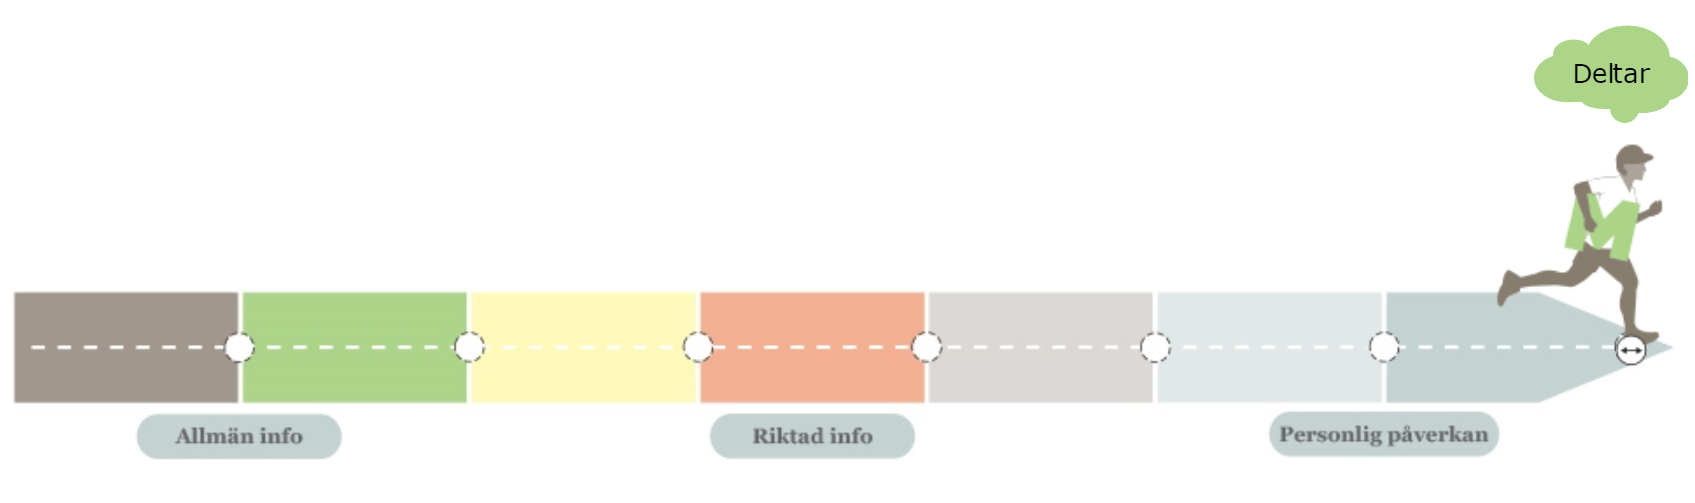 Deltar
Allmän info
Riktad info
Personlig påverkan